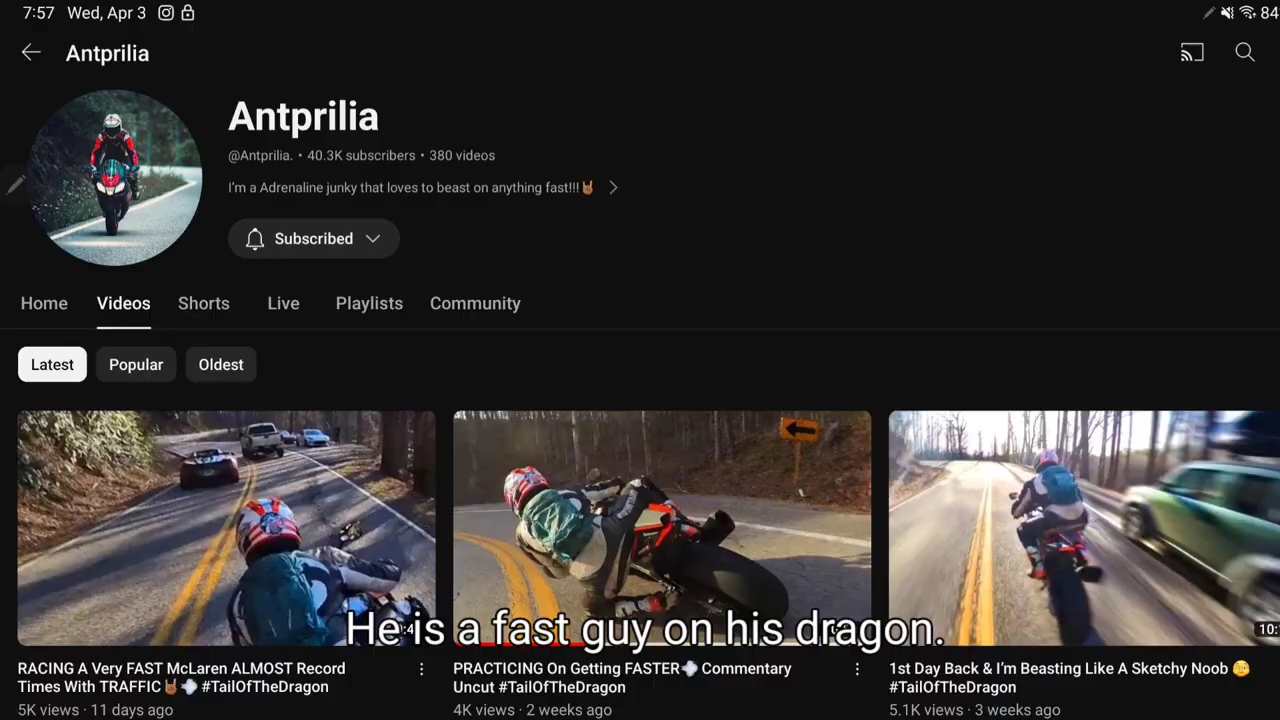 7:57 Wed, Apr 3 84
Antprilia
Antprilia
@Antprilia. • 40.3K subscribers • 380 videos
I'm a Adrenaline junky that loves to beast on anything fast!!!🤘🏾
Subscribed
Home Videos Shorts Live Playlists Community
Latest Popular Oldest
He is a fast guy on his dragon.
RACING A Very FAST McLaren ALMOST Record
Times With TRAFFIC🤘🏾💨 #TailOfTheDragon
5K views · 11 days ago
PRACTICING On Getting FASTER💨 Commentary
Uncut #TailOfTheDragon
4K views · 2 weeks ago
1st Day Back & I'm Beasting Like A Sketchy Noob 🫣
#TailOfTheDragon
5.1K views · 3 weeks ago